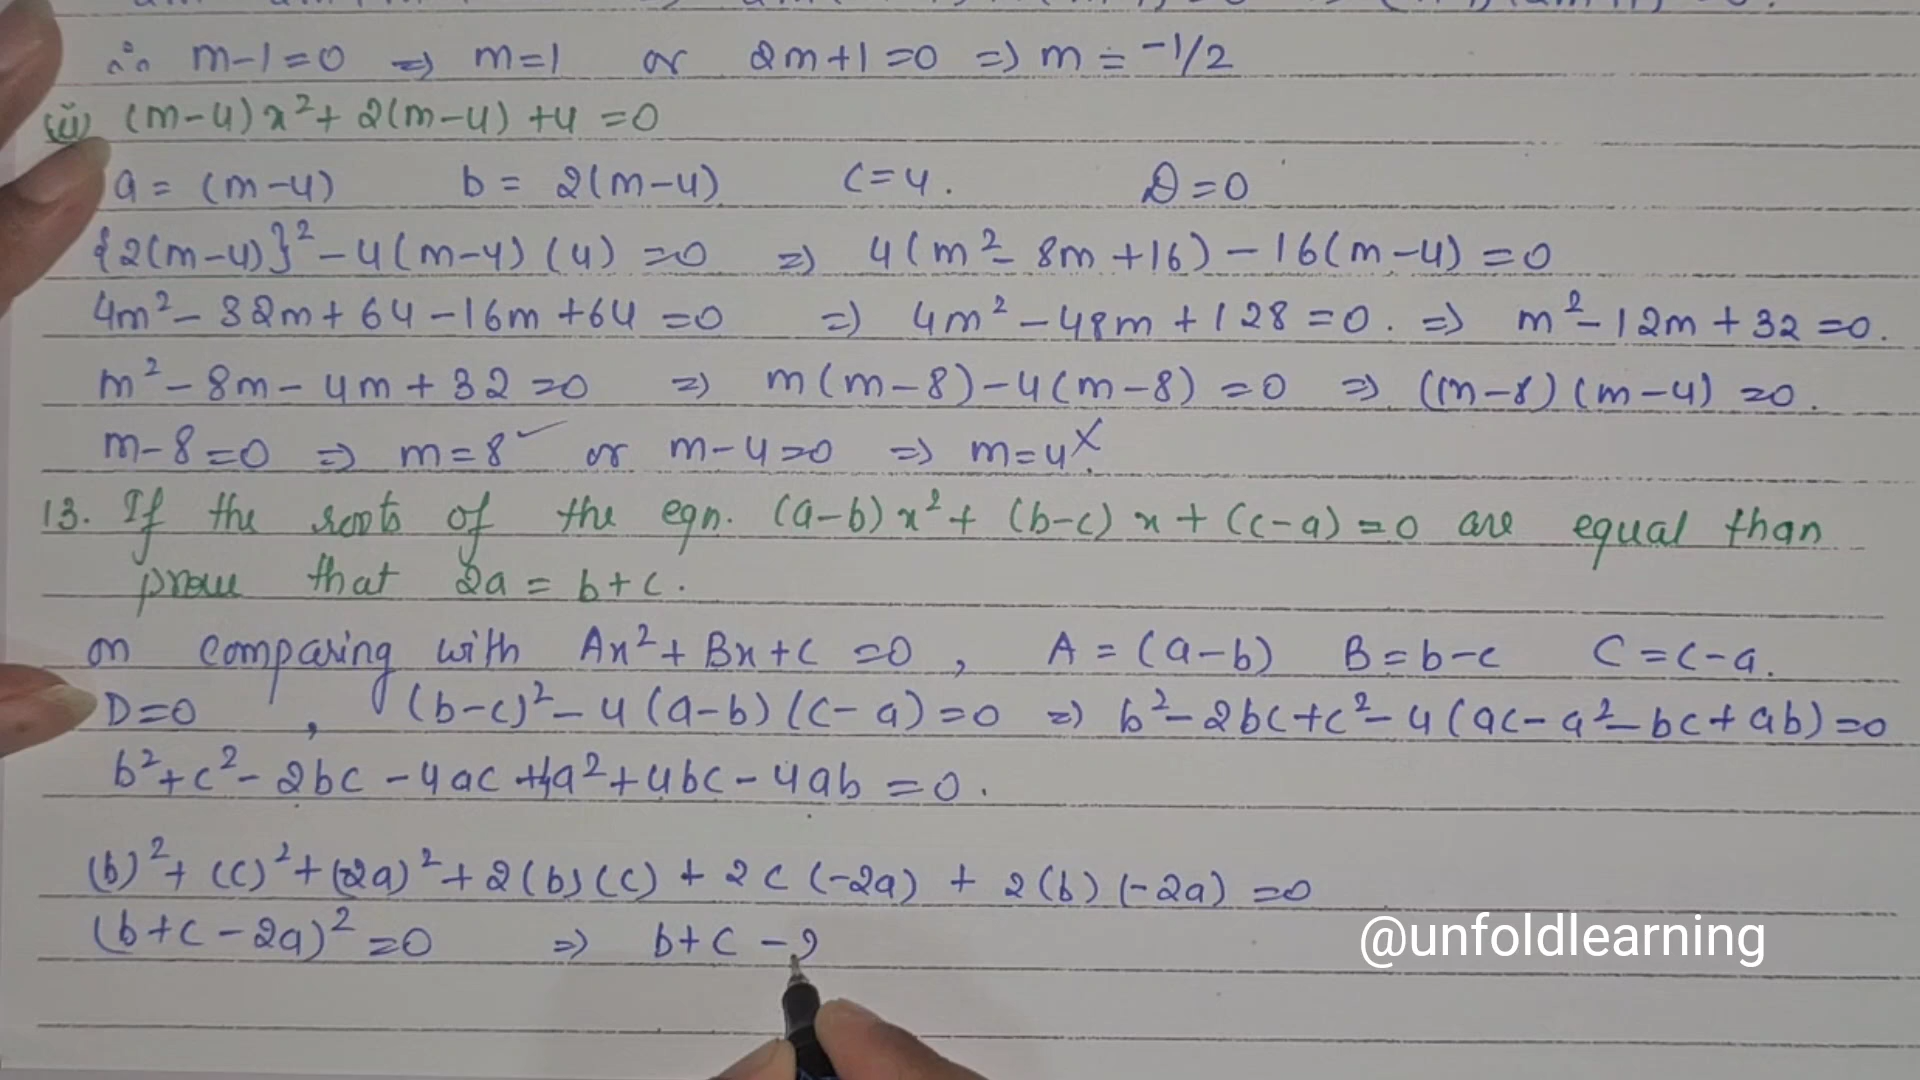 ∴ m-1=0 ⇒ m=1 or 2m+1=0 ⇒ m = -1/2
(ii) (m-4)x²+ 2(m-4) +4 =0
a = (m-4) b = 2(m-4) C=4. D=0
{2(m-4)}² - 4(m-4) (4) =0 ⇒ 4(m²- 8m+16) - 16(m-4) =0
4m²- 32m+64-16m+64 =0 ⇒ 4m²-48m+128=0. ⇒ m²-12m+32=0.
m²-8m-4m+32=0 ⇒ m(m-8)-4(m-8) =0 ⇒ (m-8)(m-4) =0.
m-8=0 ⇒ m=8✓ or m-4=0 ⇒ m=4✗.
13. If the roots of the eqn. (a-b)x²+ (b-c)x+(c-a)=0 are equal than
prove that 2a = b+c.
on comparing with Ax²+Bx+C =0, A = (a-b) B=b-c C=c-a.
D=0, (b-c)²-4(a-b)(c-a)=0 ⇒ b²-2bc+c²-4(ac-a²-bc+ab)=0
b²+c²-2bc-4ac+4a²+4bc-4ab=0.
(b)²+(c)²+(-2a)²+2(b)(c) + 2c(-2a) + 2(b)(-2a) =0
(b+c-2a)²=0 ⇒ b+c -2
@unfoldlearning